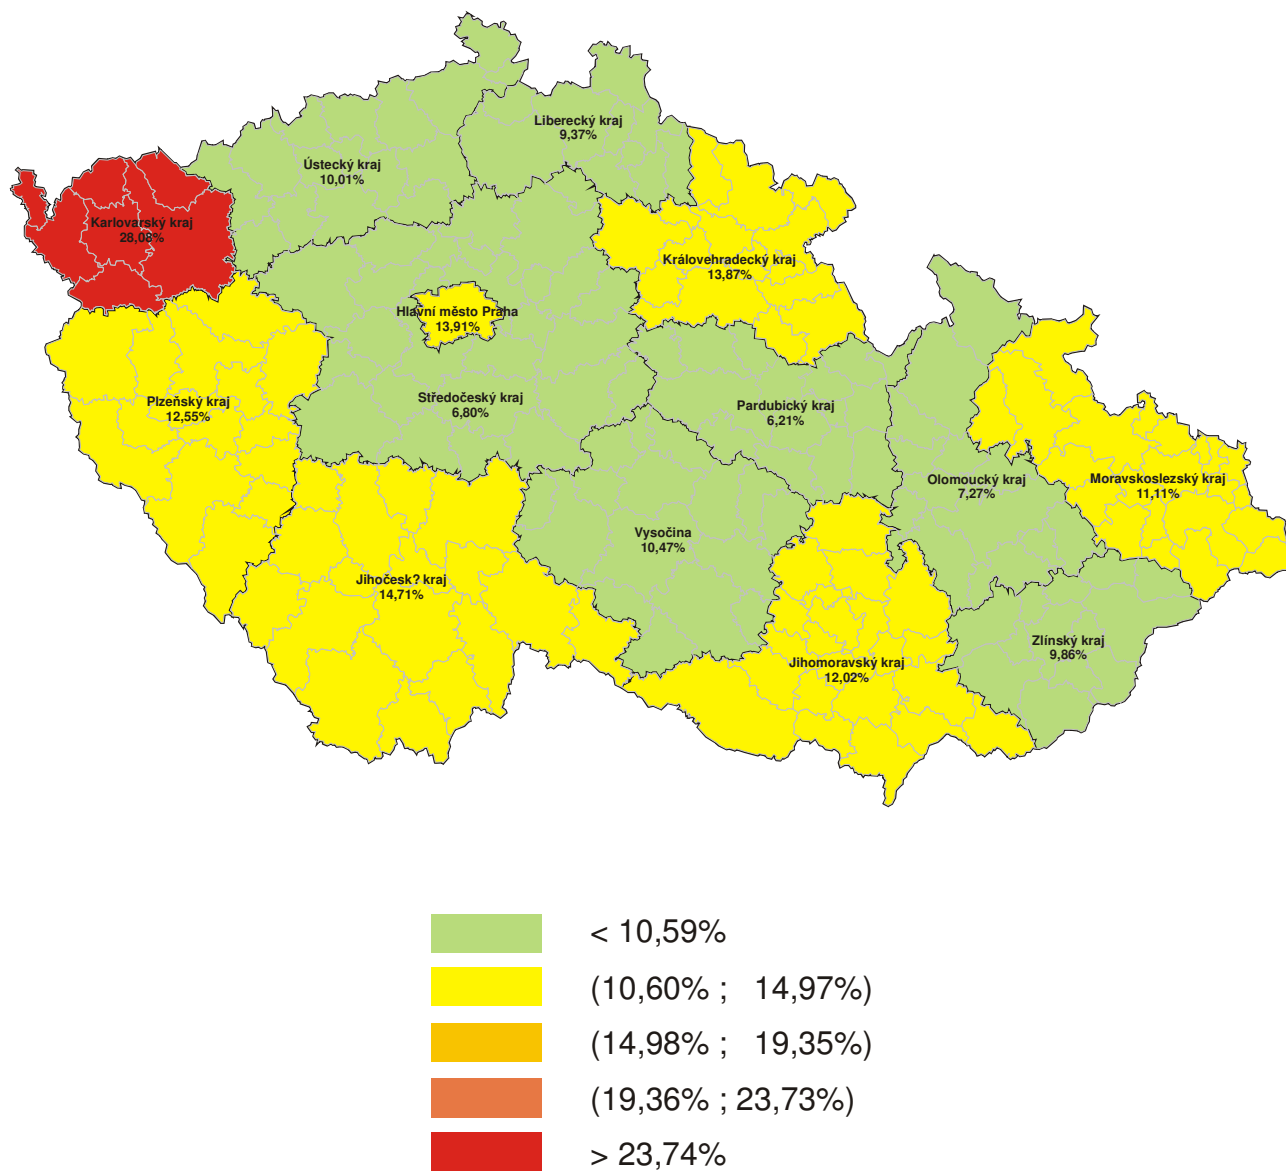 Liberecký kraj
9,37%
Ústecký kraj
10,01%
Karlovarský kraj
28,08%
Královehradecký kraj
13,87%
Hlavní město Praha
13,91%
Plzeňský kraj
12,55%
Středočeský kraj
6,80%
Pardubický kraj
6,21%
Olomoucký kraj
7,27%
Moravskoslezský kraj
11,11%
Vysočina
10,47%
Jihočesk? kraj
14,71%
Zlínský kraj
9,86%
Jihomoravský kraj
12,02%
< 10,59%
(10,60% ; 14,97%)
(14,98% ; 19,35%)
(19,36% ; 23,73%)
> 23,74%